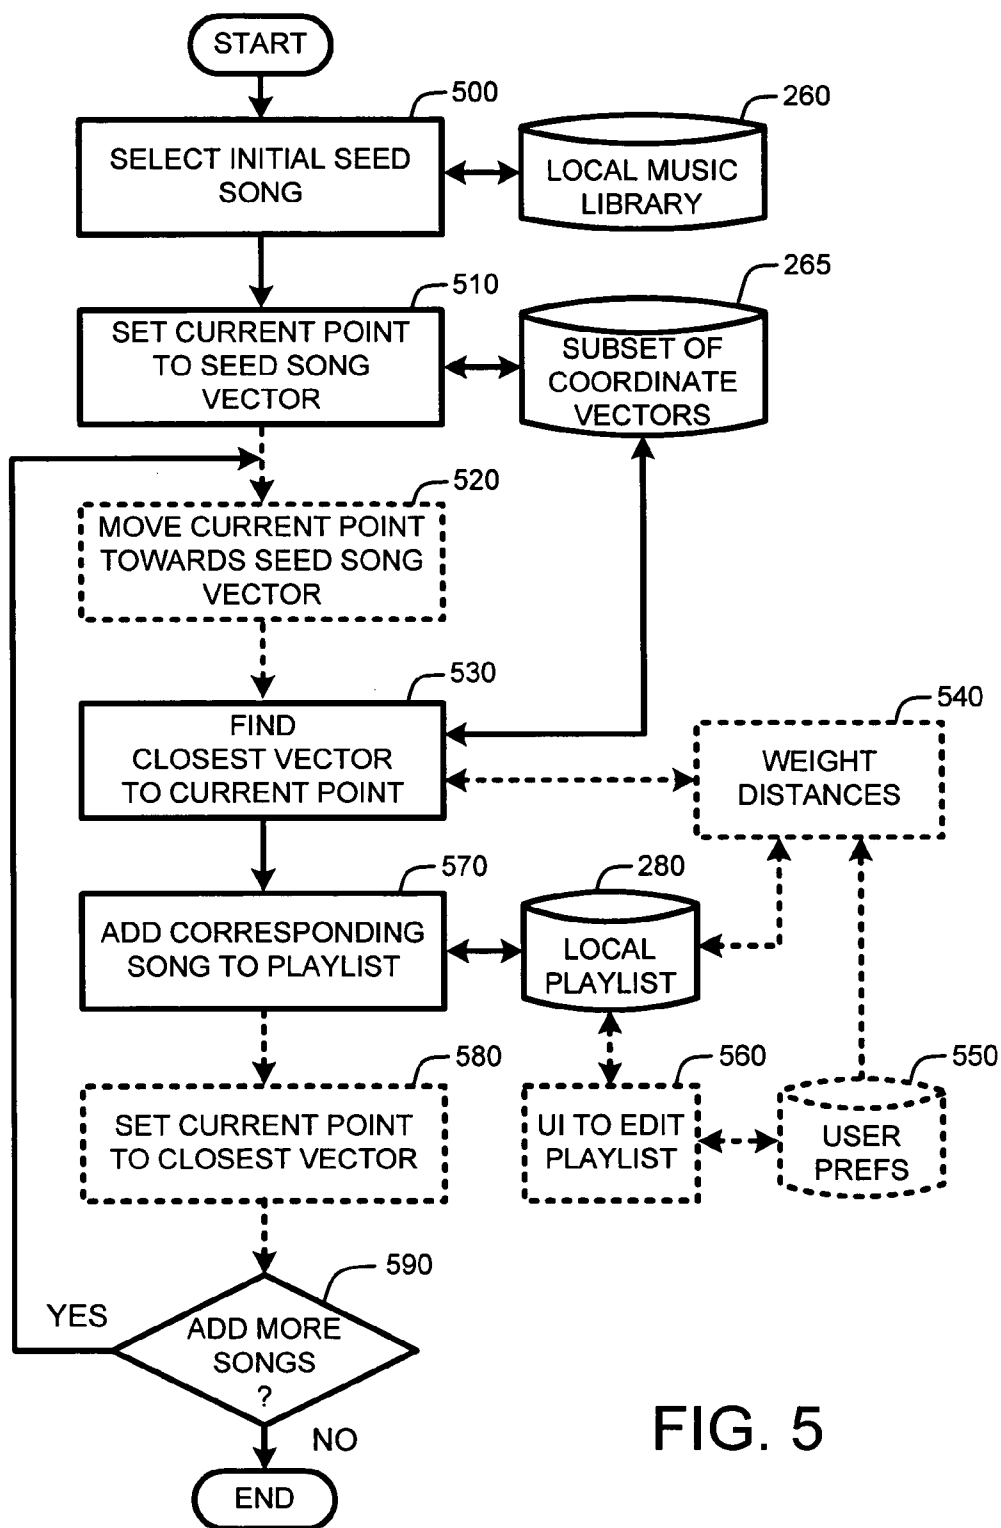 START
500
SELECT INITIAL SEED
SONG
260
LOCAL MUSIC
LIBRARY
510
SET CURRENT POINT
TO SEED SONG
VECTOR
265
SUBSET OF
COORDINATE
VECTORS
520
MOVE CURRENT POINT
TOWARDS SEED SONG
VECTOR
530
FIND
CLOSEST VECTOR
TO CURRENT POINT
540
WEIGHT
DISTANCES
570
ADD CORRESPONDING
SONG TO PLAYLIST
280
LOCAL
PLAYLIST
580
SET CURRENT POINT
TO CLOSEST VECTOR
560
UI TO EDIT
PLAYLIST
550
USER
PREFS
590
ADD MORE
SONGS
?
YES
NO
END
FIG. 5